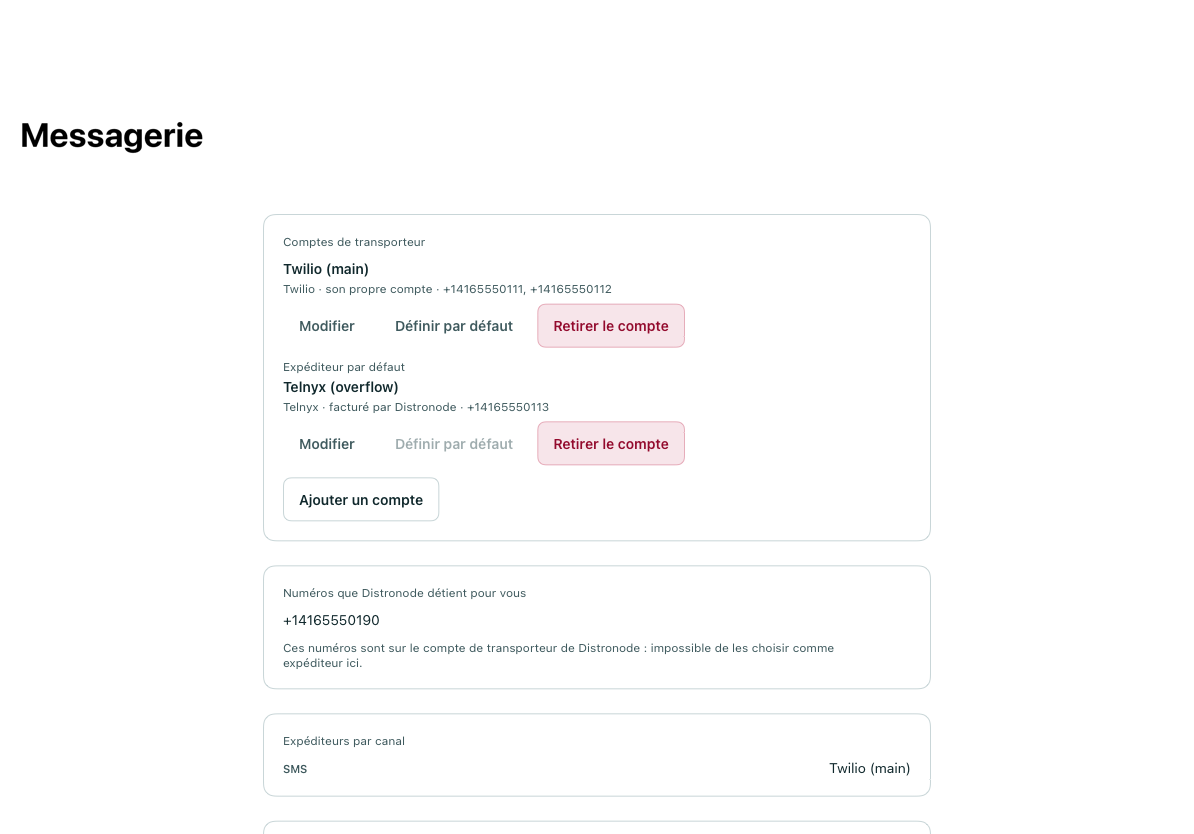 Messagerie
Comptes de transporteur
Twilio (main)
Twilio · son propre compte · +14165550111, +14165550112
Modifier
Définir par défaut
Retirer le compte
Expéditeur par défaut
Telnyx (overflow)
Telnyx · facturé par Distronode · +14165550113
Modifier
Définir par défaut
Retirer le compte
Ajouter un compte
Numéros que Distronode détient pour vous
+14165550190
Ces numéros sont sur le compte de transporteur de Distronode : impossible de les choisir comme
expéditeur ici.
Expéditeurs par canal
SMS
Twilio (main)